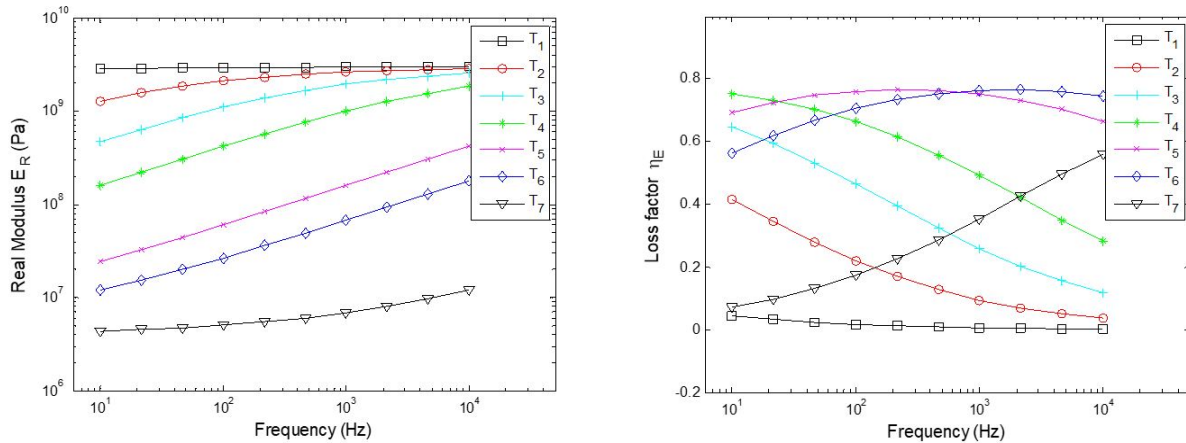 Real Modulus E_R (Pa)
10^10
10^9
10^8
10^7
10^6
10^1
10^2
10^3
10^4
Frequency (Hz)
T_1
T_2
T_3
T_4
T_5
T_6
T_7
Loss factor η_E
0.8
0.6
0.4
0.2
0
-0.2
10^1
10^2
10^3
10^4
Frequency (Hz)
T_1
T_2
T_3
T_4
T_5
T_6
T_7